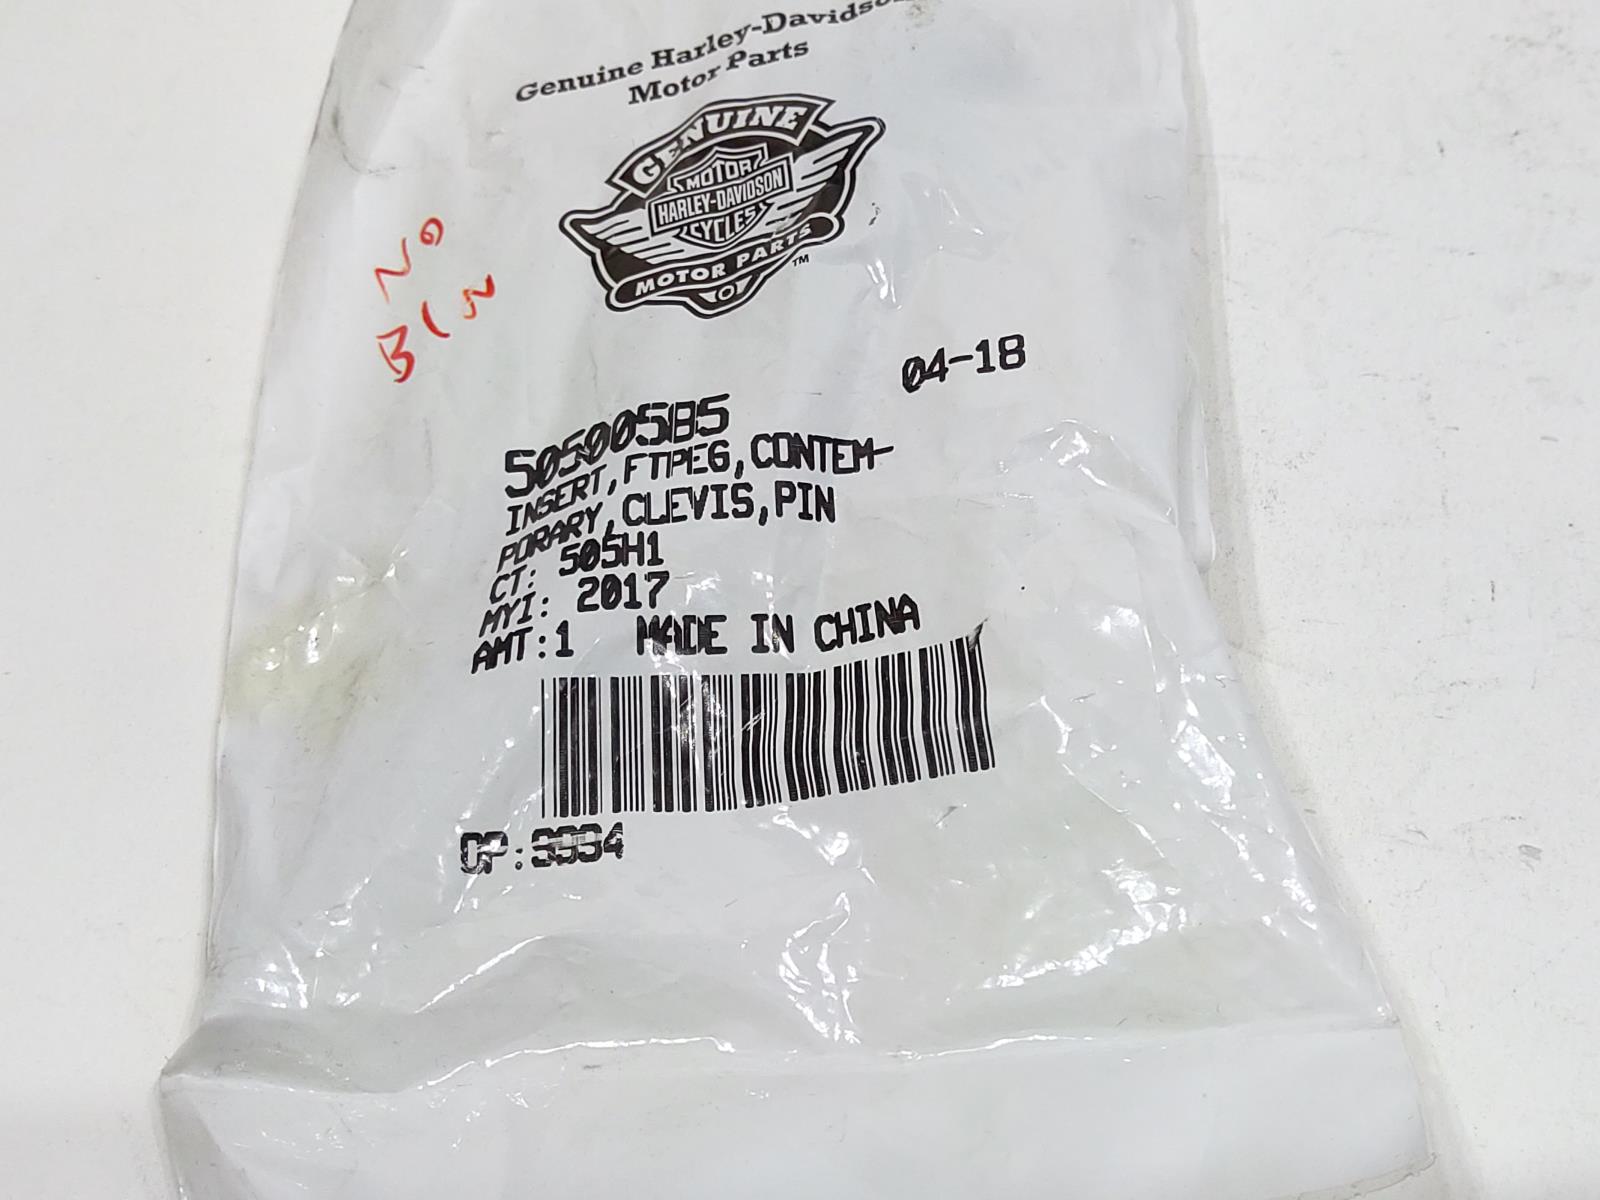 Genuine Harley-Davidson
Motor Parts
GENUINE
MOTOR
HARLEY-DAVIDSON
CYCLES
MOTOR PARTS
TM
NO
BIN
04-18
50500585
INSERT,FTPEG,CONTEM-
PORARY,CLEVIS,PIN
CT: 505H1
MYI: 2017
AMT:1 MADE IN CHINA
OP: